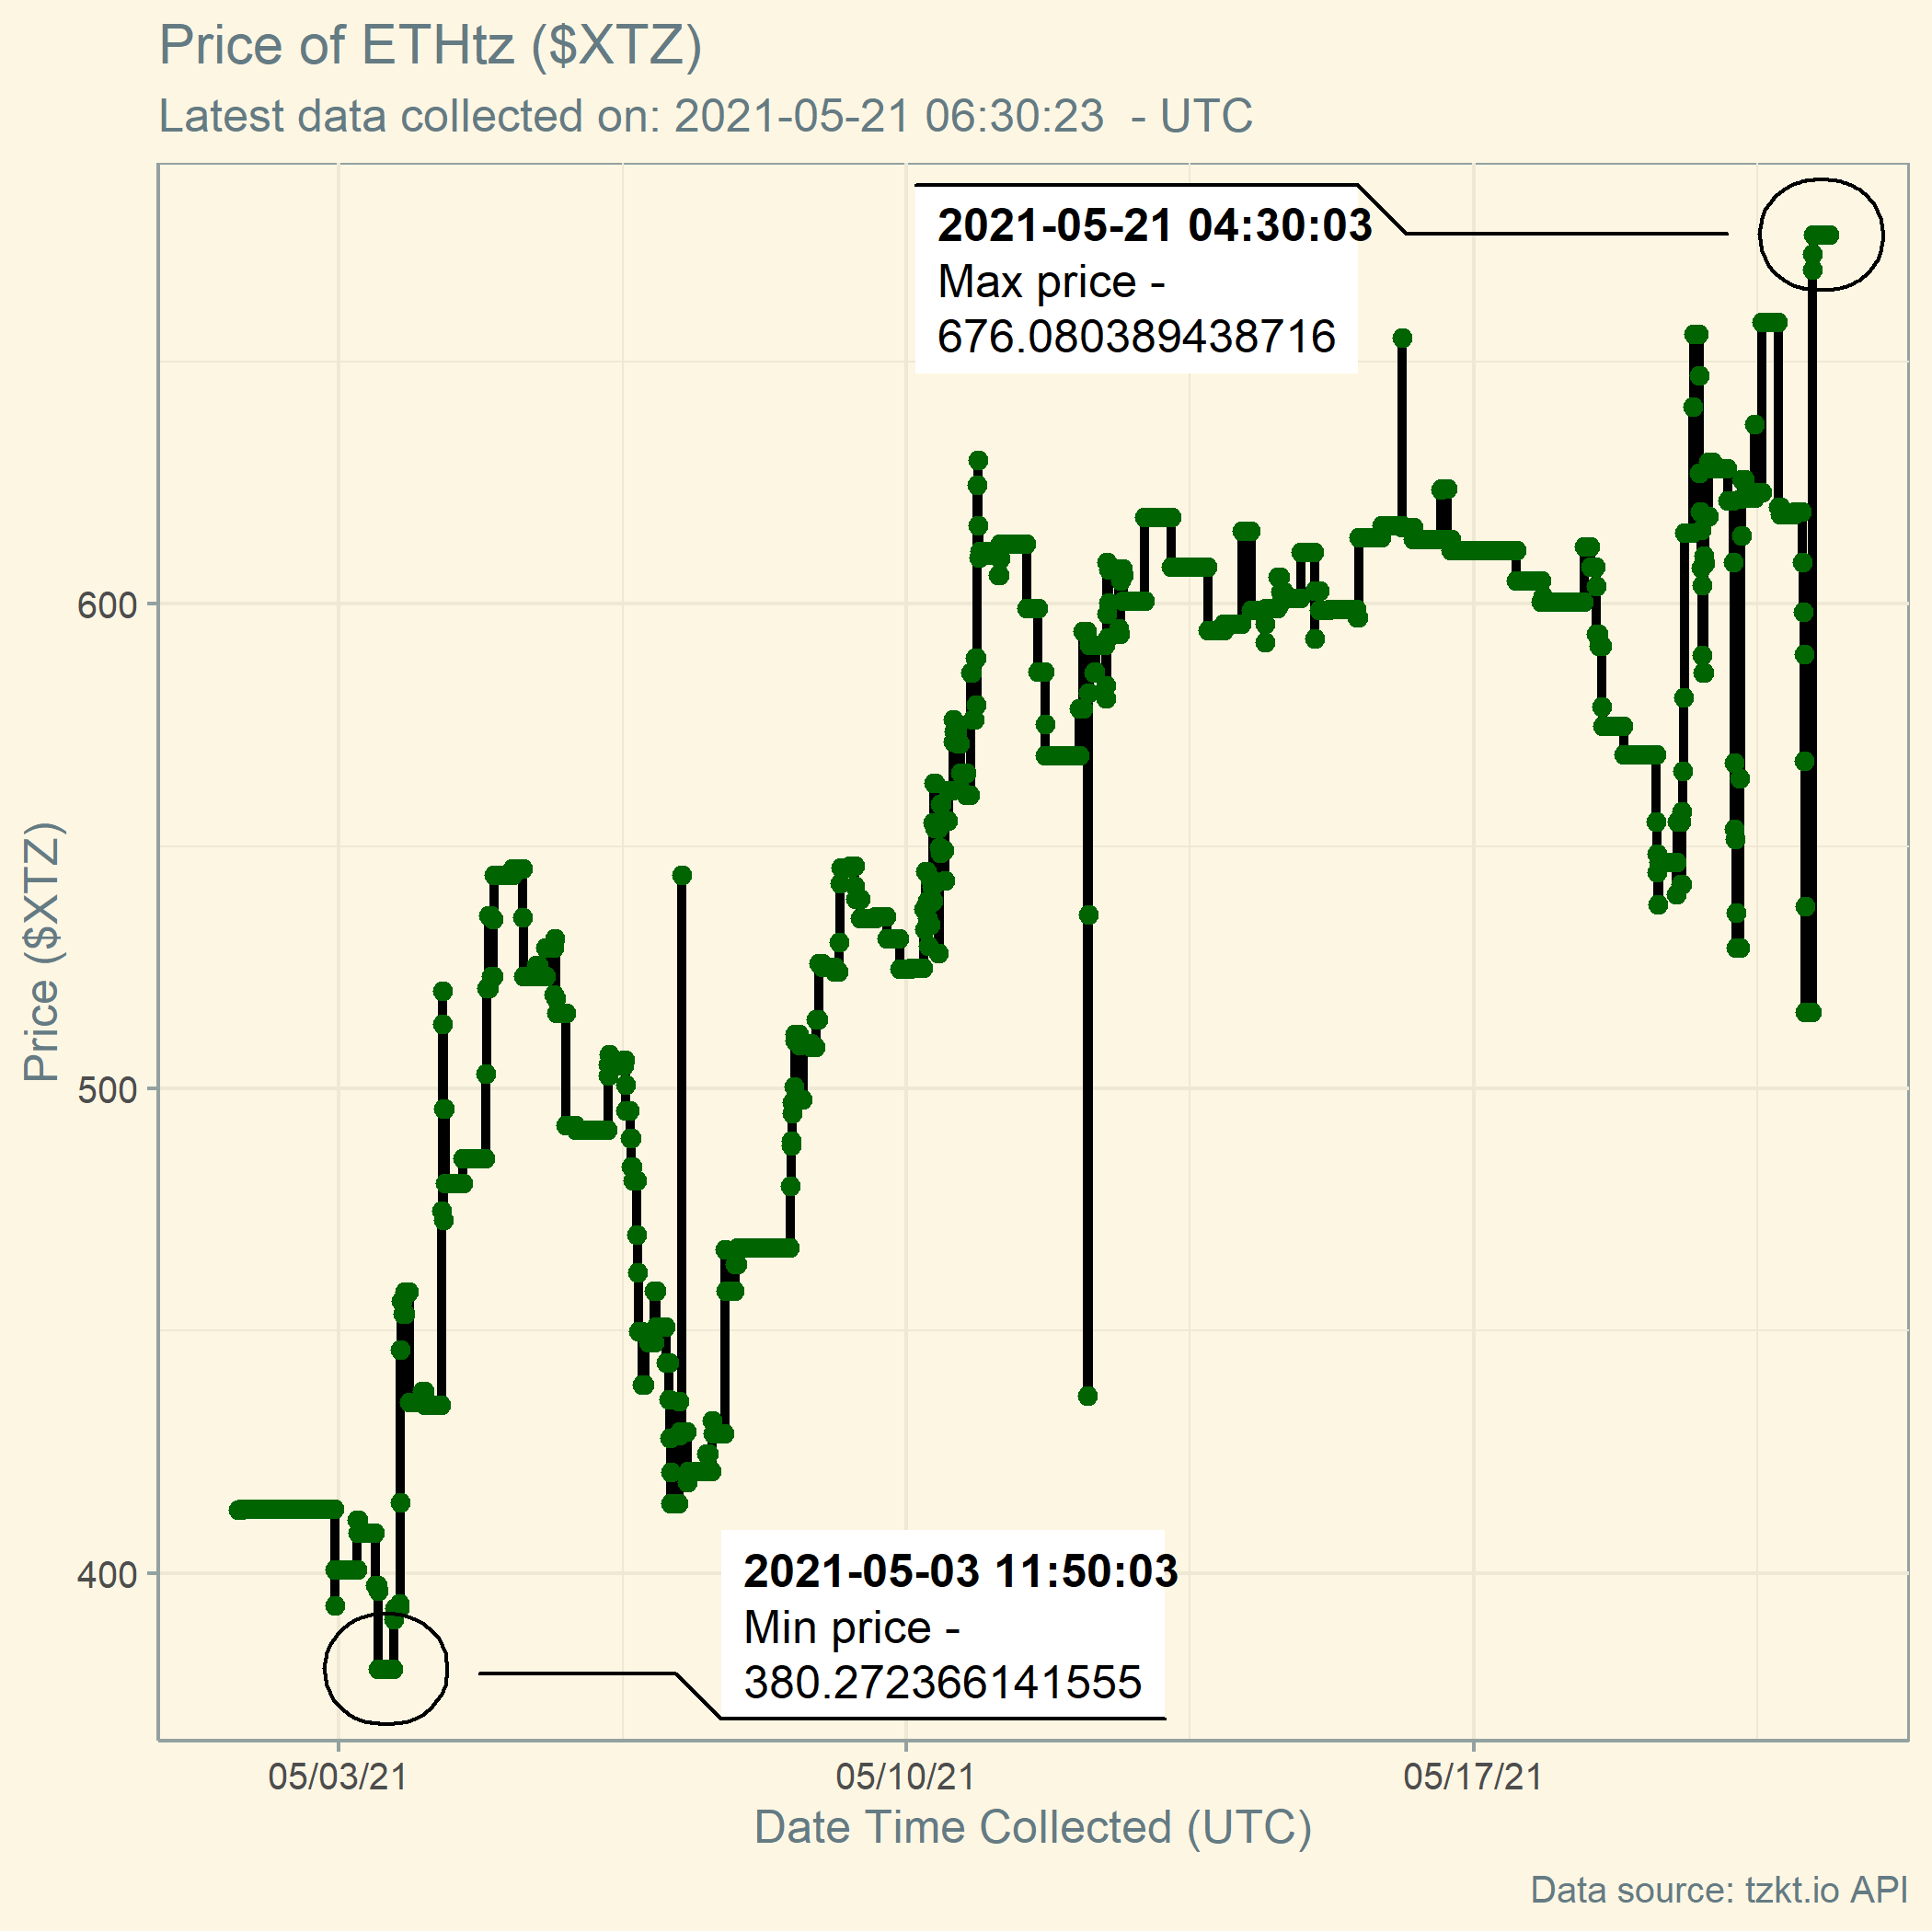 Price of ETHtz ($XTZ)
Latest data collected on: 2021-05-21 06:30:23  - UTC
2021-05-21 04:30:03
Max price -
676.080389438716
600
500
400
Price ($XTZ)
2021-05-03 11:50:03
Min price -
380.272366141555
05/03/21
05/10/21
05/17/21
Date Time Collected (UTC)
Data source: tzkt.io API